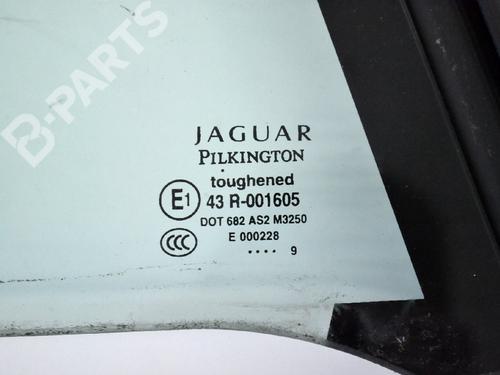 B-PARTS
JAGUAR
PILKINGTON
toughened
E1 43 R-001605
DOT 682 AS2 M3250
CCC E 000228
.... 9